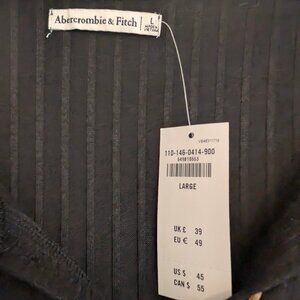 Abercrombie & Fitch
L
110-146-0414-900
LARGE
UK £ 39
EU € 49
US $ 45
CAN $ 55